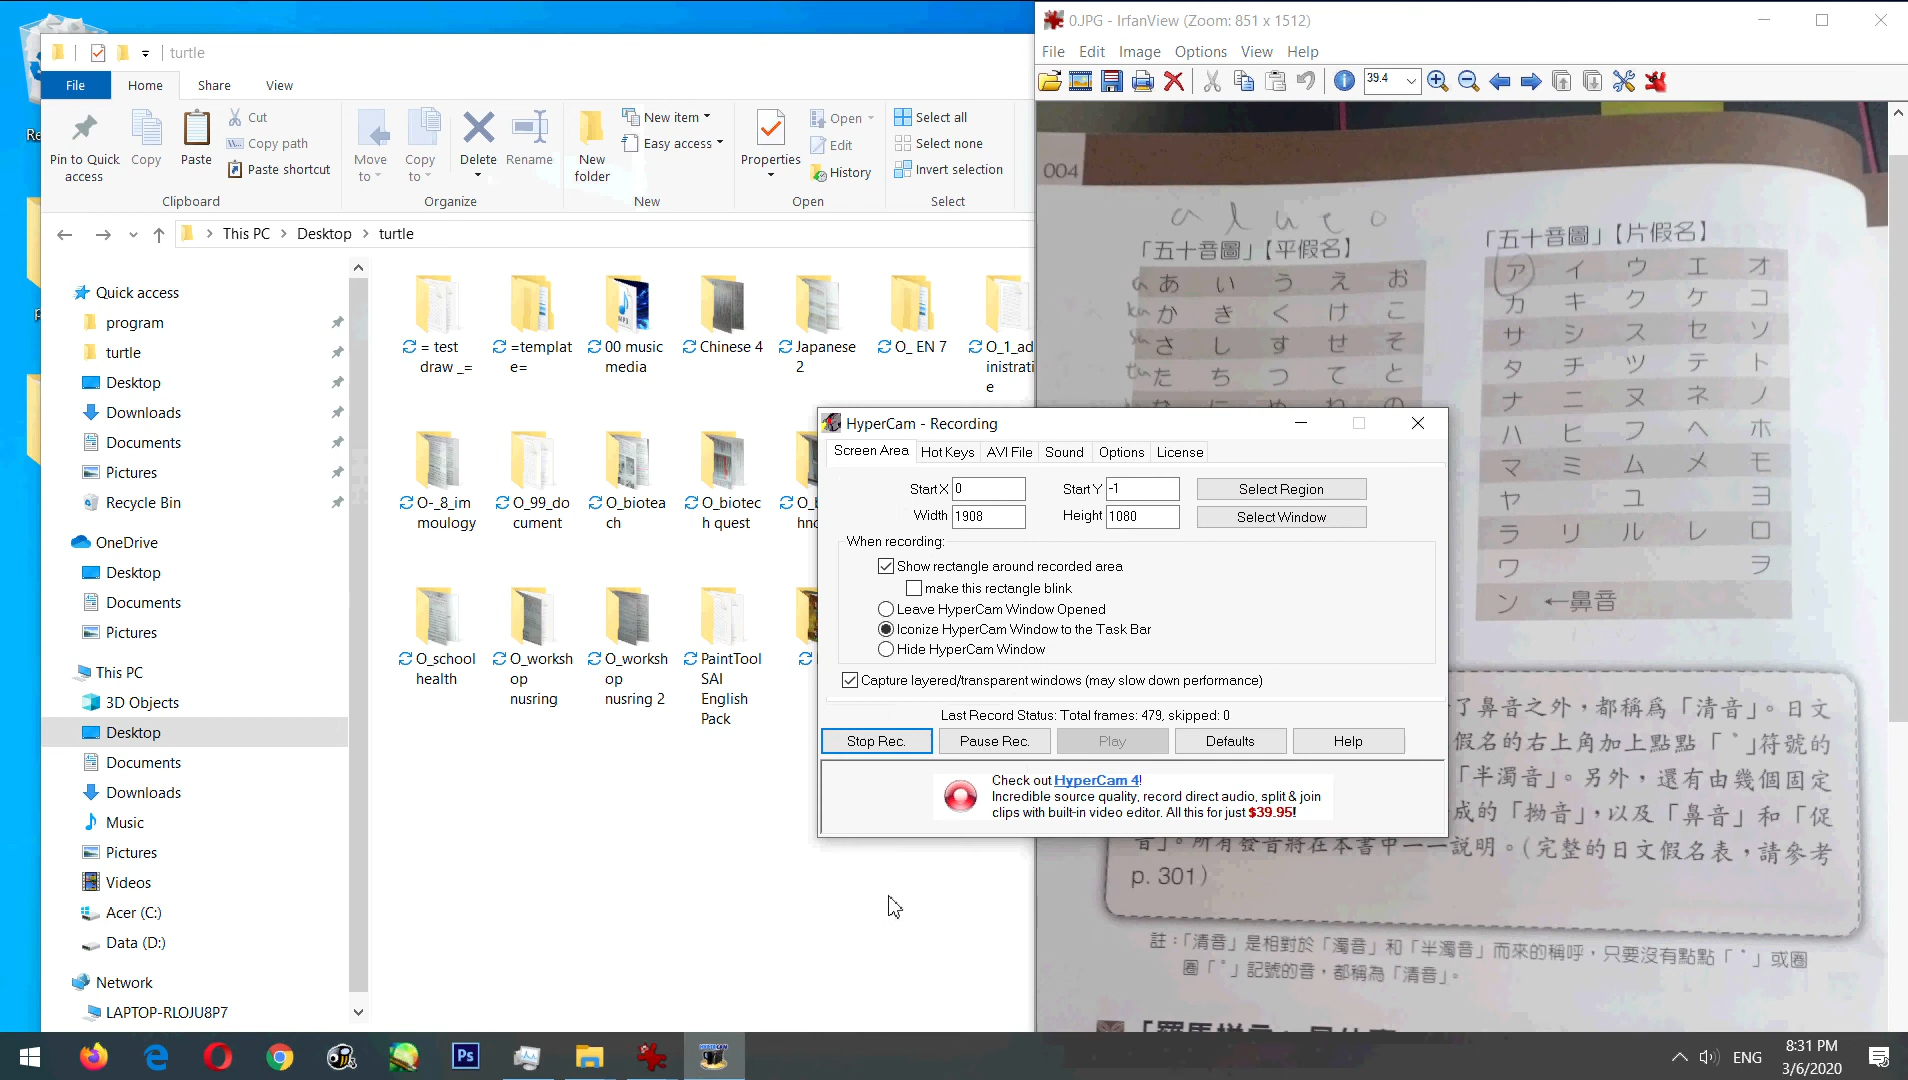 turtle
File
Home
Share
View
Pin to Quick access
Copy
Paste
Cut
Copy path
Paste shortcut
Clipboard
Move to
Copy to
Delete
Rename
Organize
New folder
New item
Easy access
New
Properties
Open
Edit
History
Open
Select all
Select none
Invert selection
Select
This PC > Desktop > turtle
Quick access
program
turtle
Desktop
Downloads
Documents
Pictures
Recycle Bin
OneDrive
Desktop
Documents
Pictures
This PC
3D Objects
Desktop
Documents
Downloads
Music
Pictures
Videos
Acer (C:)
Data (D:)
Network
LAPTOP-RLOJU8P7
= test draw _=
=templat e=
00 music media
Chinese 4
Japanese 2
O_ EN 7
O_1_ad inistrati e
O-_8_im moulogy
O_99_do cument
O_biotea ch
O_biotec h quest
O_school health
O_worksh op nusring
O_worksh op nusring 2
PaintTool SAI English Pack
0.JPG - IrfanView (Zoom: 851 x 1512)
File Edit Image Options View Help
39.4
004
a i u e o
「五十音圖」【平假名】
a あ い う え お
ka か き く け こ
sa さ し す せ そ
ta た ち つ て と
「五十音圖」【片假名】
ア イ ウ エ オ
カ キ ク ケ コ
サ シ ス セ ソ
タ チ ツ テ ト
ナ ニ ヌ ネ ノ
ハ ヒ フ ヘ ホ
マ ミ ム メ モ
ヤ ユ ヨ
ラ リ ル レ ロ
ワ ヲ
ン ←鼻音
了鼻音之外，都稱爲「清音」。日文
假名的右上角加上點點「゛」符號的
「半濁音」。另外，還有由幾個固定
成的「拗音」，以及「鼻音」和「促
音」。所有發音將在本書中一一說明。(完整的日文假名表，請參考
p. 301)
註：「清音」是相對於「濁音」和「半濁音」而來的稱呼，只要沒有點點「゛」或圈
圈「゜」記號的音，都稱為「清音」。
HyperCam - Recording
Screen Area
Hot Keys
AVI File
Sound
Options
License
Start X 0
Start Y -1
Select Region
Width 1908
Height 1080
Select Window
When recording:
Show rectangle around recorded area
make this rectangle blink
Leave HyperCam Window Opened
Iconize HyperCam Window to the Task Bar
Hide HyperCam Window
Capture layered/transparent windows (may slow down performance)
Last Record Status: Total frames: 479, skipped: 0
Stop Rec.
Pause Rec.
Play
Defaults
Help
Check out HyperCam 4!
Incredible source quality, record direct audio, split & join
clips with built-in video editor. All this for just $39.95!
Ps
ENG
8:31 PM
3/6/2020